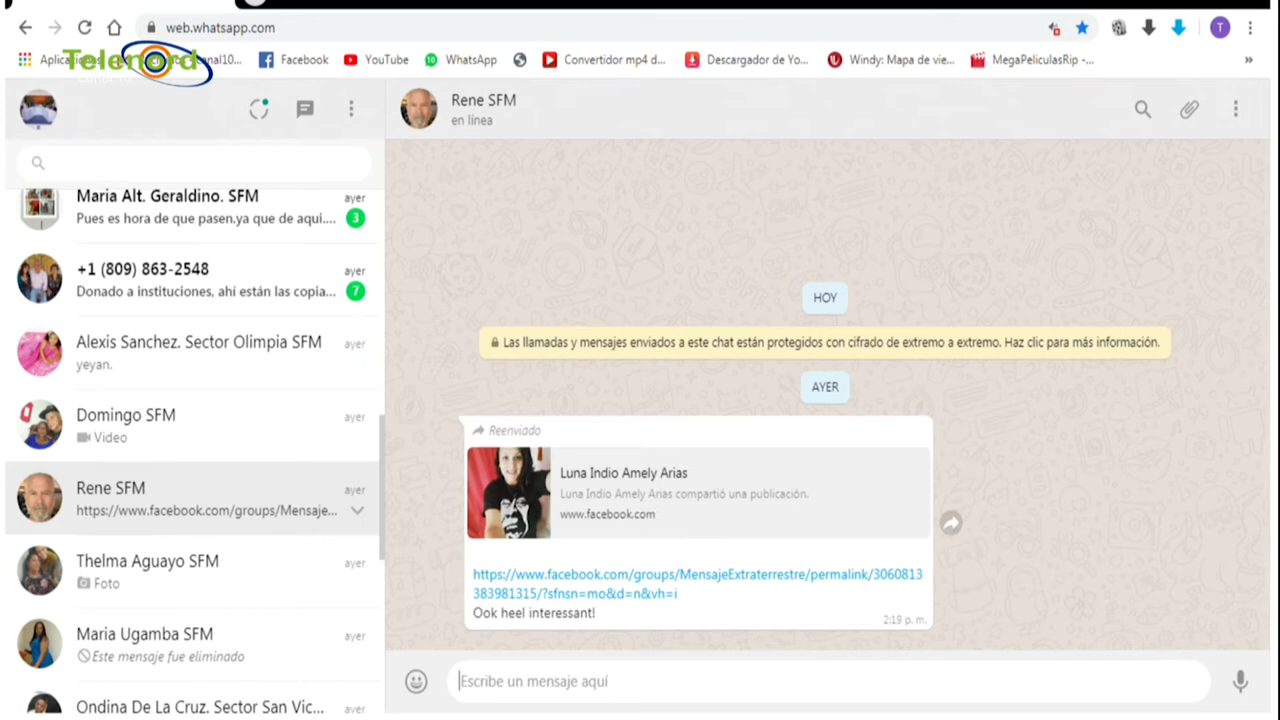 web.whatsapp.com
T
Telenord
Canal 10
Facebook
YouTube
WhatsApp
Convertidor mp4 d...
Descargador de Yo...
Windy: Mapa de vie...
MegaPeliculasRip -...
»
Maria Alt. Geraldino. SFM
ayer
Pues es hora de que pasen.ya que de aqui....
3
+1 (809) 863-2548
ayer
Donado a instituciones, ahí están las copia...
7
Alexis Sanchez. Sector Olimpia SFM
ayer
yeyan.
Domingo SFM
ayer
Video
Rene SFM
ayer
https://www.facebook.com/groups/Mensaje...
Thelma Aguayo SFM
ayer
Foto
Maria Ugamba SFM
ayer
Este mensaje fue eliminado
Ondina De La Cruz. Sector San Vic...
ayer
Rene SFM
en línea
HOY
Las llamadas y mensajes enviados a este chat están protegidos con cifrado de extremo a extremo. Haz clic para más información.
AYER
Reenviado
Luna Indio Amely Arias
Luna Indio Amely Arias compartió una publicación.
www.facebook.com
https://www.facebook.com/groups/MensajeExtraterrestre/permalink/3060813
383981315/?sfnsn=mo&d=n&vh=i
Ook heel interessant!
2:19 p. m.
Escribe un mensaje aquí